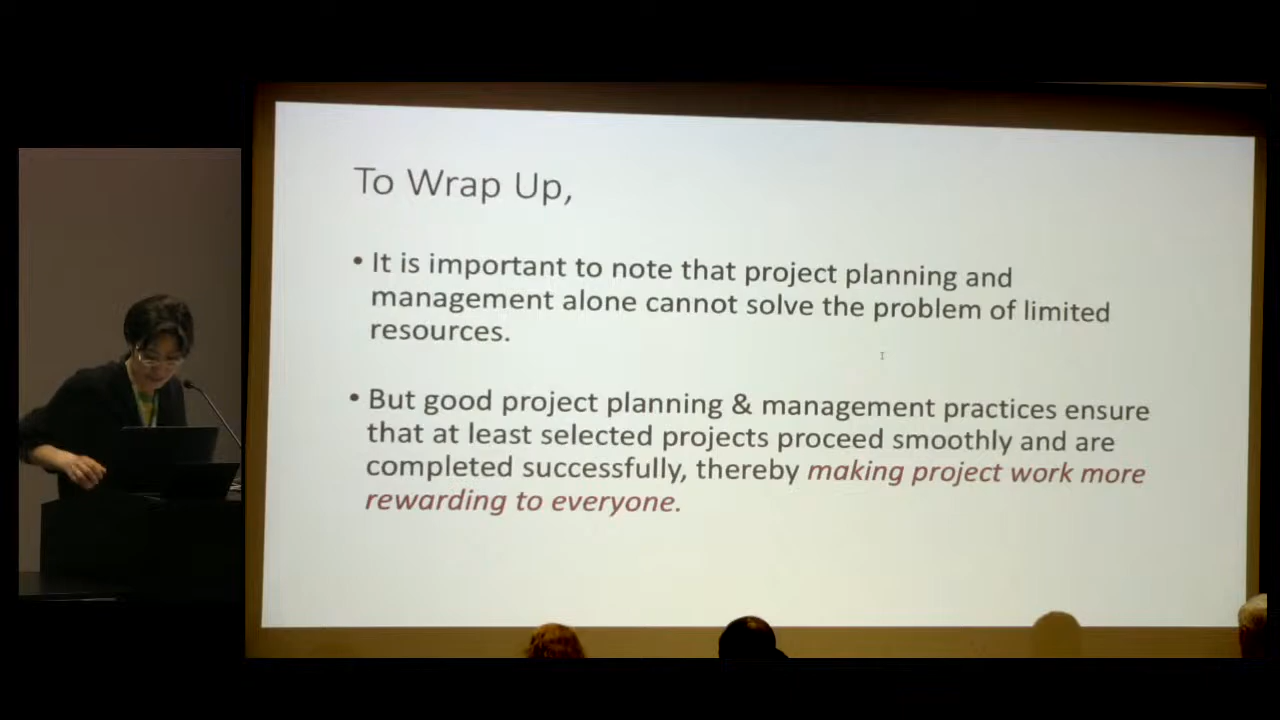 To Wrap Up,
• It is important to note that project planning and
management alone cannot solve the problem of limited
resources.
• But good project planning & management practices ensure
that at least selected projects proceed smoothly and are
completed successfully, thereby making project work more
rewarding to everyone.